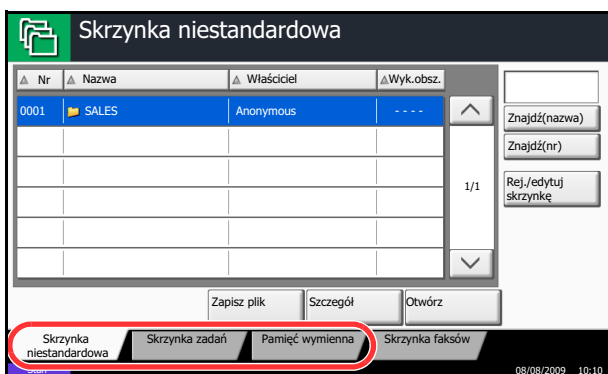 Skrzynka niestandardowa
Nr Nazwa Właściciel Wyk.obsz.
0001 SALES Anonymous - - - -
Znajdź(nazwa)
Znajdź(nr)
1/1
Rej./edytuj
skrzynkę
Zapisz plik Szczegół Otwórz
Skrzynka
niestandardowa
Skrzynka zadań
Pamięć wymienna
Skrzynka faksów
08/08/2009 10:10